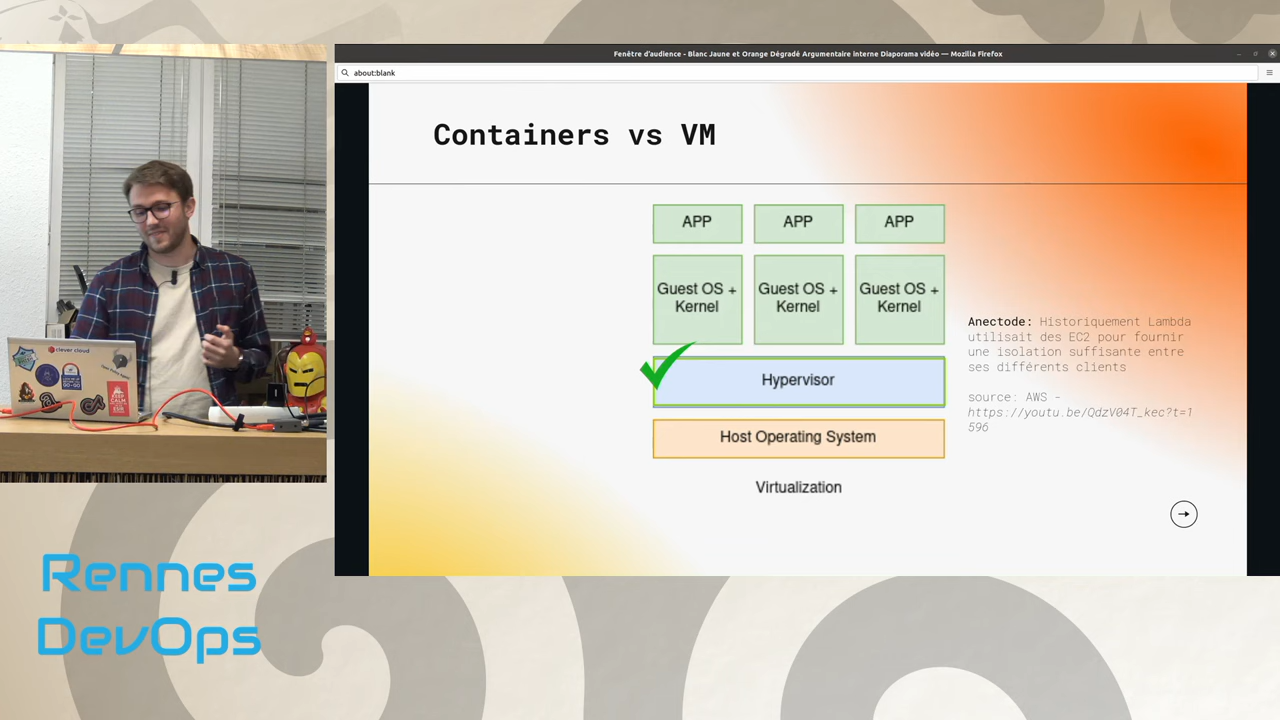 Fenêtre d'audience - Blanc Jaune et Orange Dégradé Argumentaire Interne Diaporama vidéo — Mozilla Firefox
about:blank
Containers vs VM
APP
APP
APP
Guest OS +
Kernel
Guest OS +
Kernel
Guest OS +
Kernel
Hypervisor
Host Operating System
Virtualization
Anectode: Historiquement Lambda
utilisait des EC2 pour fournir
une isolation suffisante entre
ses différents clients
source: AWS -
https://youtu.be/QdzV04T_kec?t=1
596
clever cloud
KEEP
CALM
Rennes
DevOps